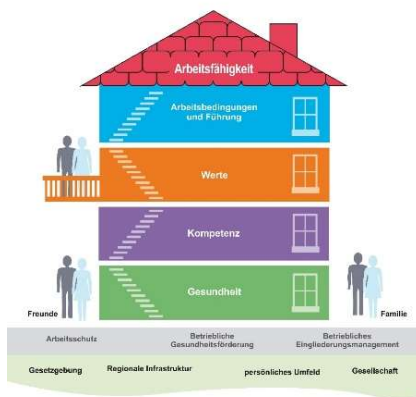 Arbeitsfähigkeit
Arbeitsbedingungen
und Führung
Werte
Kompetenz
Gesundheit
Freunde
Familie
Arbeitsschutz
Betriebliche
Gesundheitsförderung
Betriebliches
Eingliederungsmanagement
Gesetzgebung
Regionale Infrastruktur
persönliches Umfeld
Gesellschaft